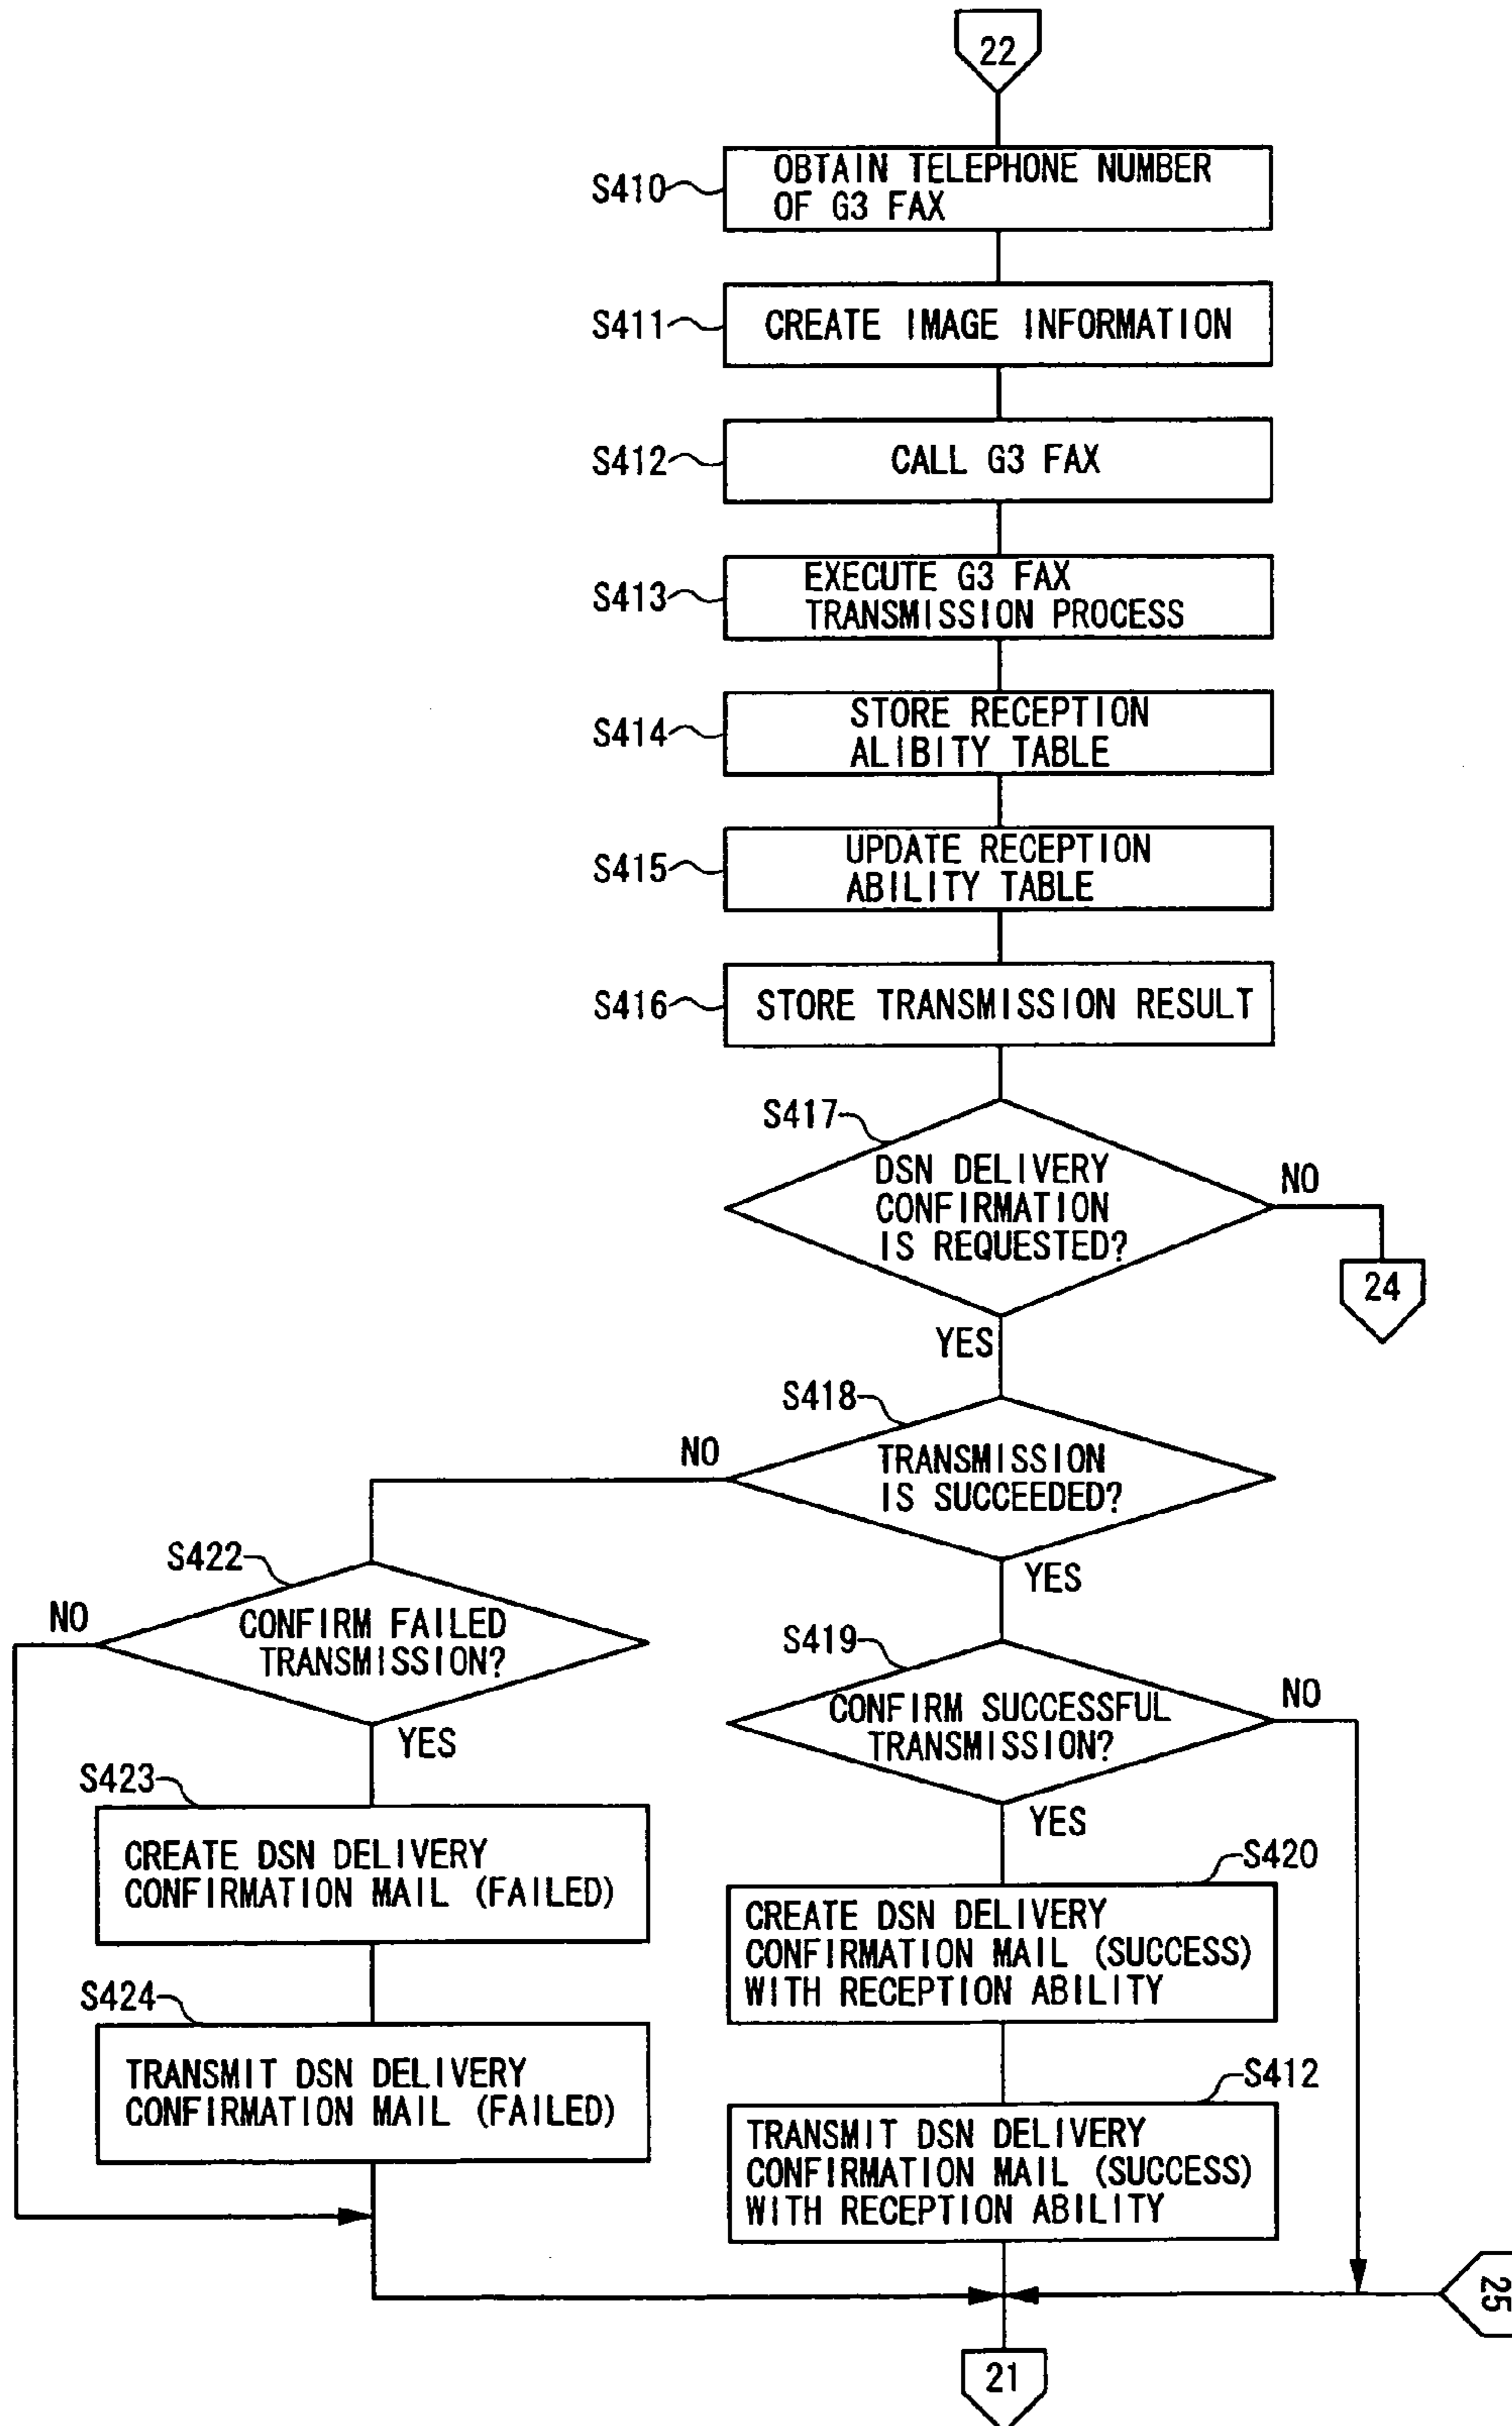 22
S410
OBTAIN TELEPHONE NUMBER
OF G3 FAX
S411
CREATE IMAGE INFORMATION
S412
CALL G3 FAX
S413
EXECUTE G3 FAX
TRANSMISSION PROCESS
S414
STORE RECEPTION
ALIBITY TABLE
S415
UPDATE RECEPTION
ABILITY TABLE
S416
STORE TRANSMISSION RESULT
S417
DSN DELIVERY
CONFIRMATION
IS REQUESTED?
NO
24
YES
S418
TRANSMISSION
IS SUCCEEDED?
NO
YES
S422
CONFIRM FAILED
TRANSMISSION?
NO
YES
S419
CONFIRM SUCCESSFUL
TRANSMISSION?
NO
YES
S423
CREATE DSN DELIVERY
CONFIRMATION MAIL (FAILED)
S420
CREATE DSN DELIVERY
CONFIRMATION MAIL (SUCCESS)
WITH RECEPTION ABILITY
S424
TRANSMIT DSN DELIVERY
CONFIRMATION MAIL (FAILED)
S412
TRANSMIT DSN DELIVERY
CONFIRMATION MAIL (SUCCESS)
WITH RECEPTION ABILITY
25
21